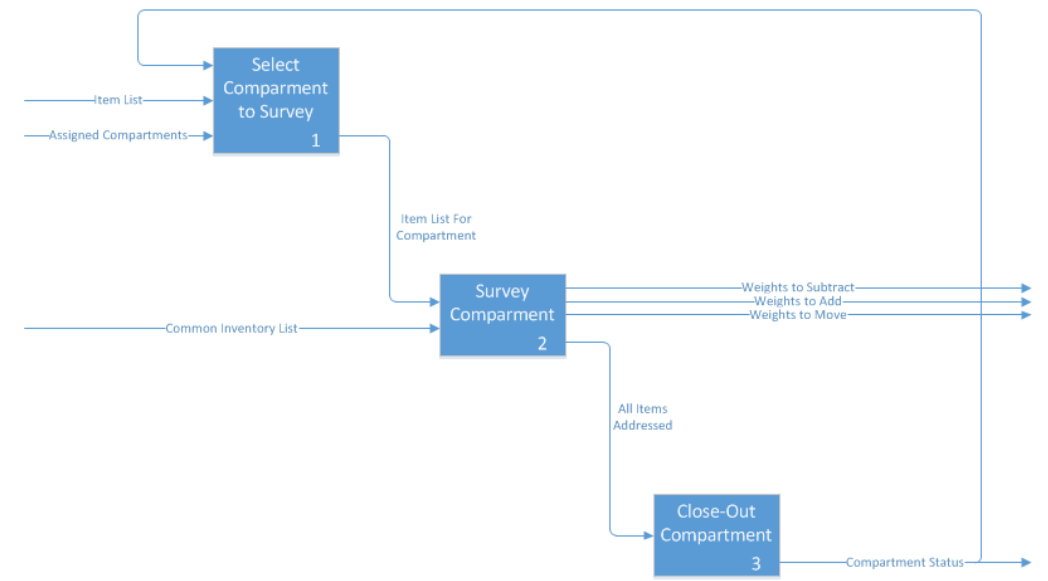 Select
Comparment
to Survey
1
Item List
Assigned Compartments
Item List For
Compartment
Survey
Comparment
2
Weights to Subtract
Weights to Add
Weights to Move
Common Inventory List
All Items
Addressed
Close-Out
Compartment
3
Compartment Status